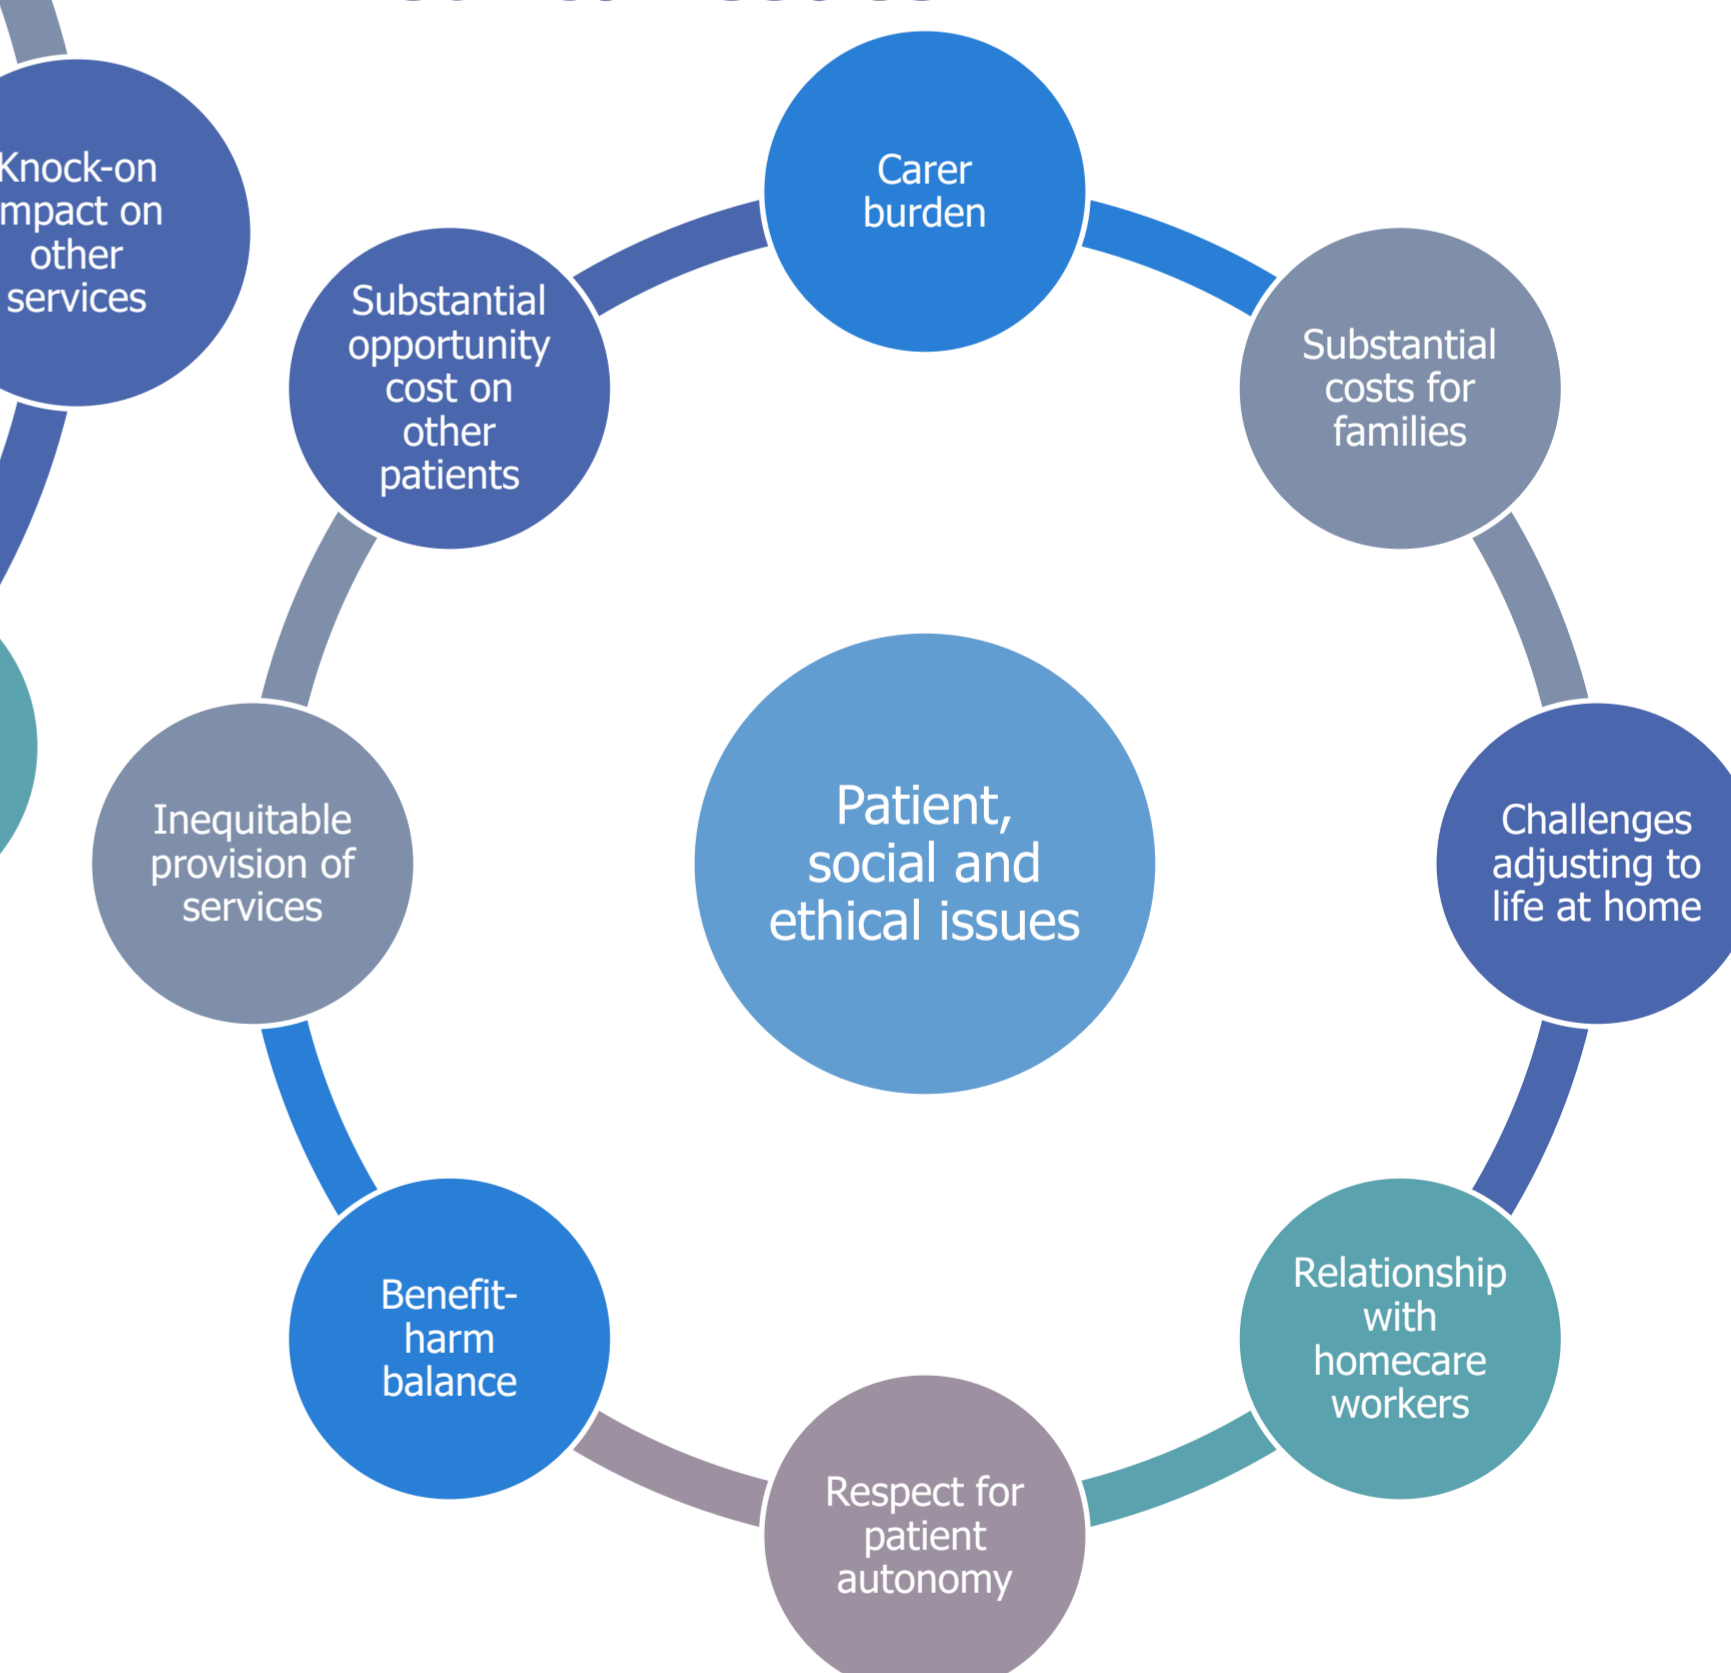 Knock-on
mpact on
other
services
Carer
burden
Substantial
opportunity
cost on
other
patients
Substantial
costs for
families
Inequitable
provision of
services
Patient,
social and
ethical issues
Challenges
adjusting to
life at home
Benefit-
harm
balance
Relationship
with
homecare
workers
Respect for
patient
autonomy